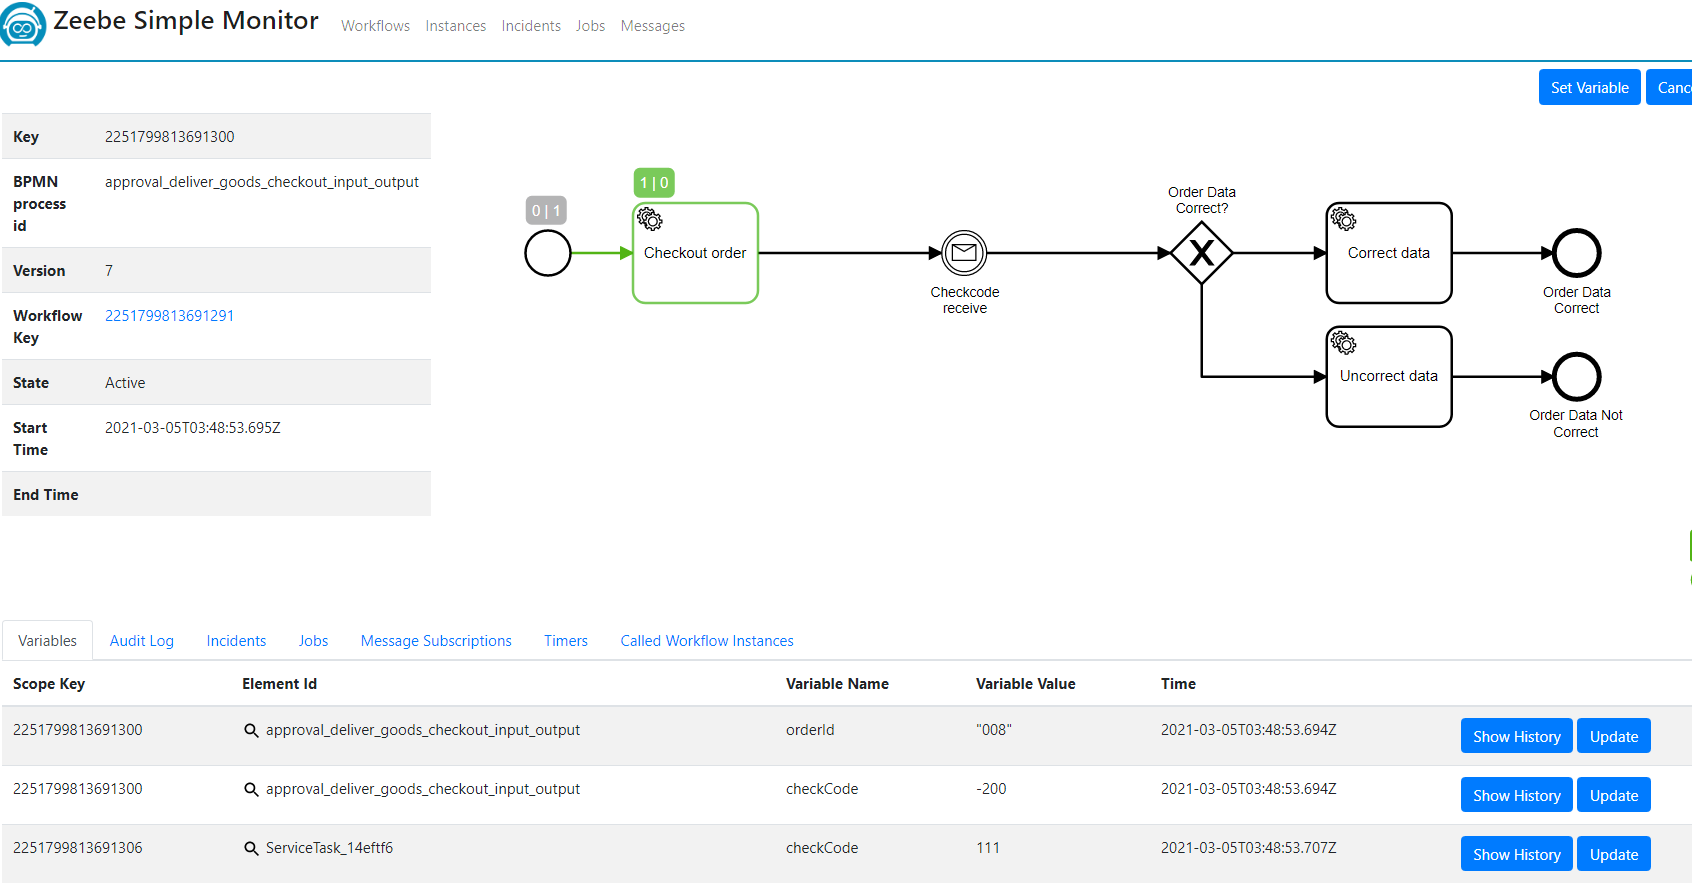 Zeebe Simple Monitor Workflows Instances Incidents Jobs Messages
Set Variable Canc
Key 2251799813691300
BPMN process id approval_deliver_goods_checkout_input_output
Version 7
Workflow Key 2251799813691291
State Active
Start Time 2021-03-05T03:48:53.695Z
End Time
0 | 1
1 | 0
Checkout order
Checkcode
receive
Order Data
Correct?
X
Correct data
Order Data
Correct
Uncorrect data
Order Data Not
Correct
Variables Audit Log Incidents Jobs Message Subscriptions Timers Called Workflow Instances
Scope Key Element Id Variable Name Variable Value Time
2251799813691300 approval_deliver_goods_checkout_input_output orderId "008" 2021-03-05T03:48:53.694Z Show History Update
2251799813691300 approval_deliver_goods_checkout_input_output checkCode -200 2021-03-05T03:48:53.694Z Show History Update
2251799813691306 ServiceTask_14eftf6 checkCode 111 2021-03-05T03:48:53.707Z Show History Update